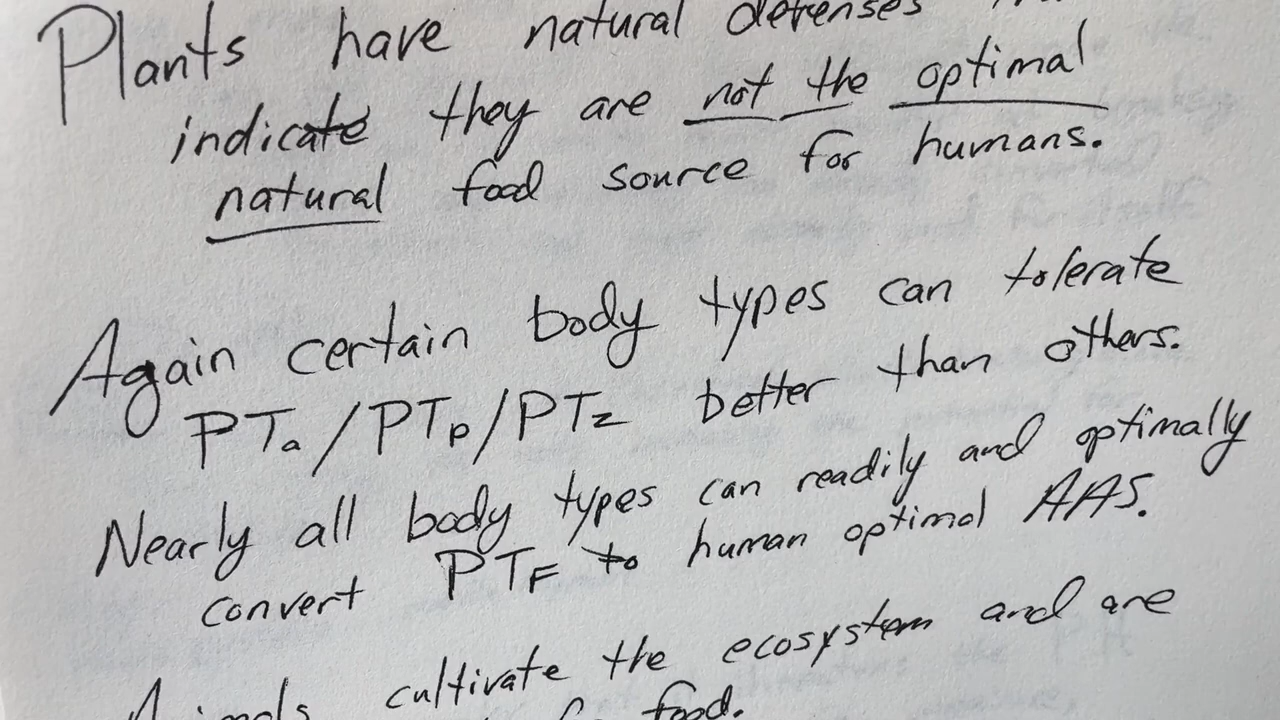 Plants have natural defenses
indicate they are not the optimal
natural food source for humans.
Again certain body types can tolerate
PTa/PTp/PTz better than others.
Nearly all body types can readily and optimally
convert PTF to human optimal AAS.
Animals cultivate the ecosystem and are
food.